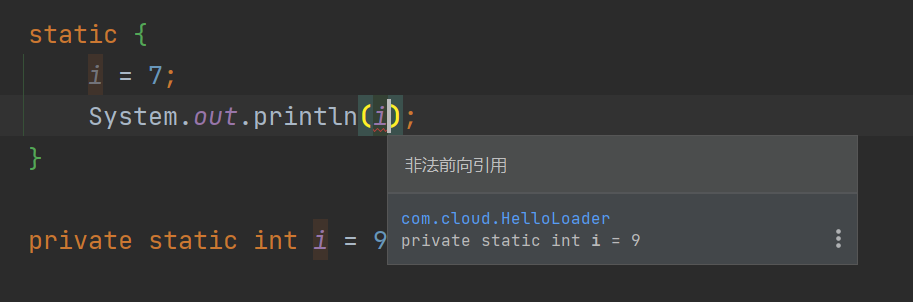 static {
i = 7;
System.out.println(i);
}
非法前向引用
com.cloud.HelloLoader
private static int i = 9
private static int i = 9